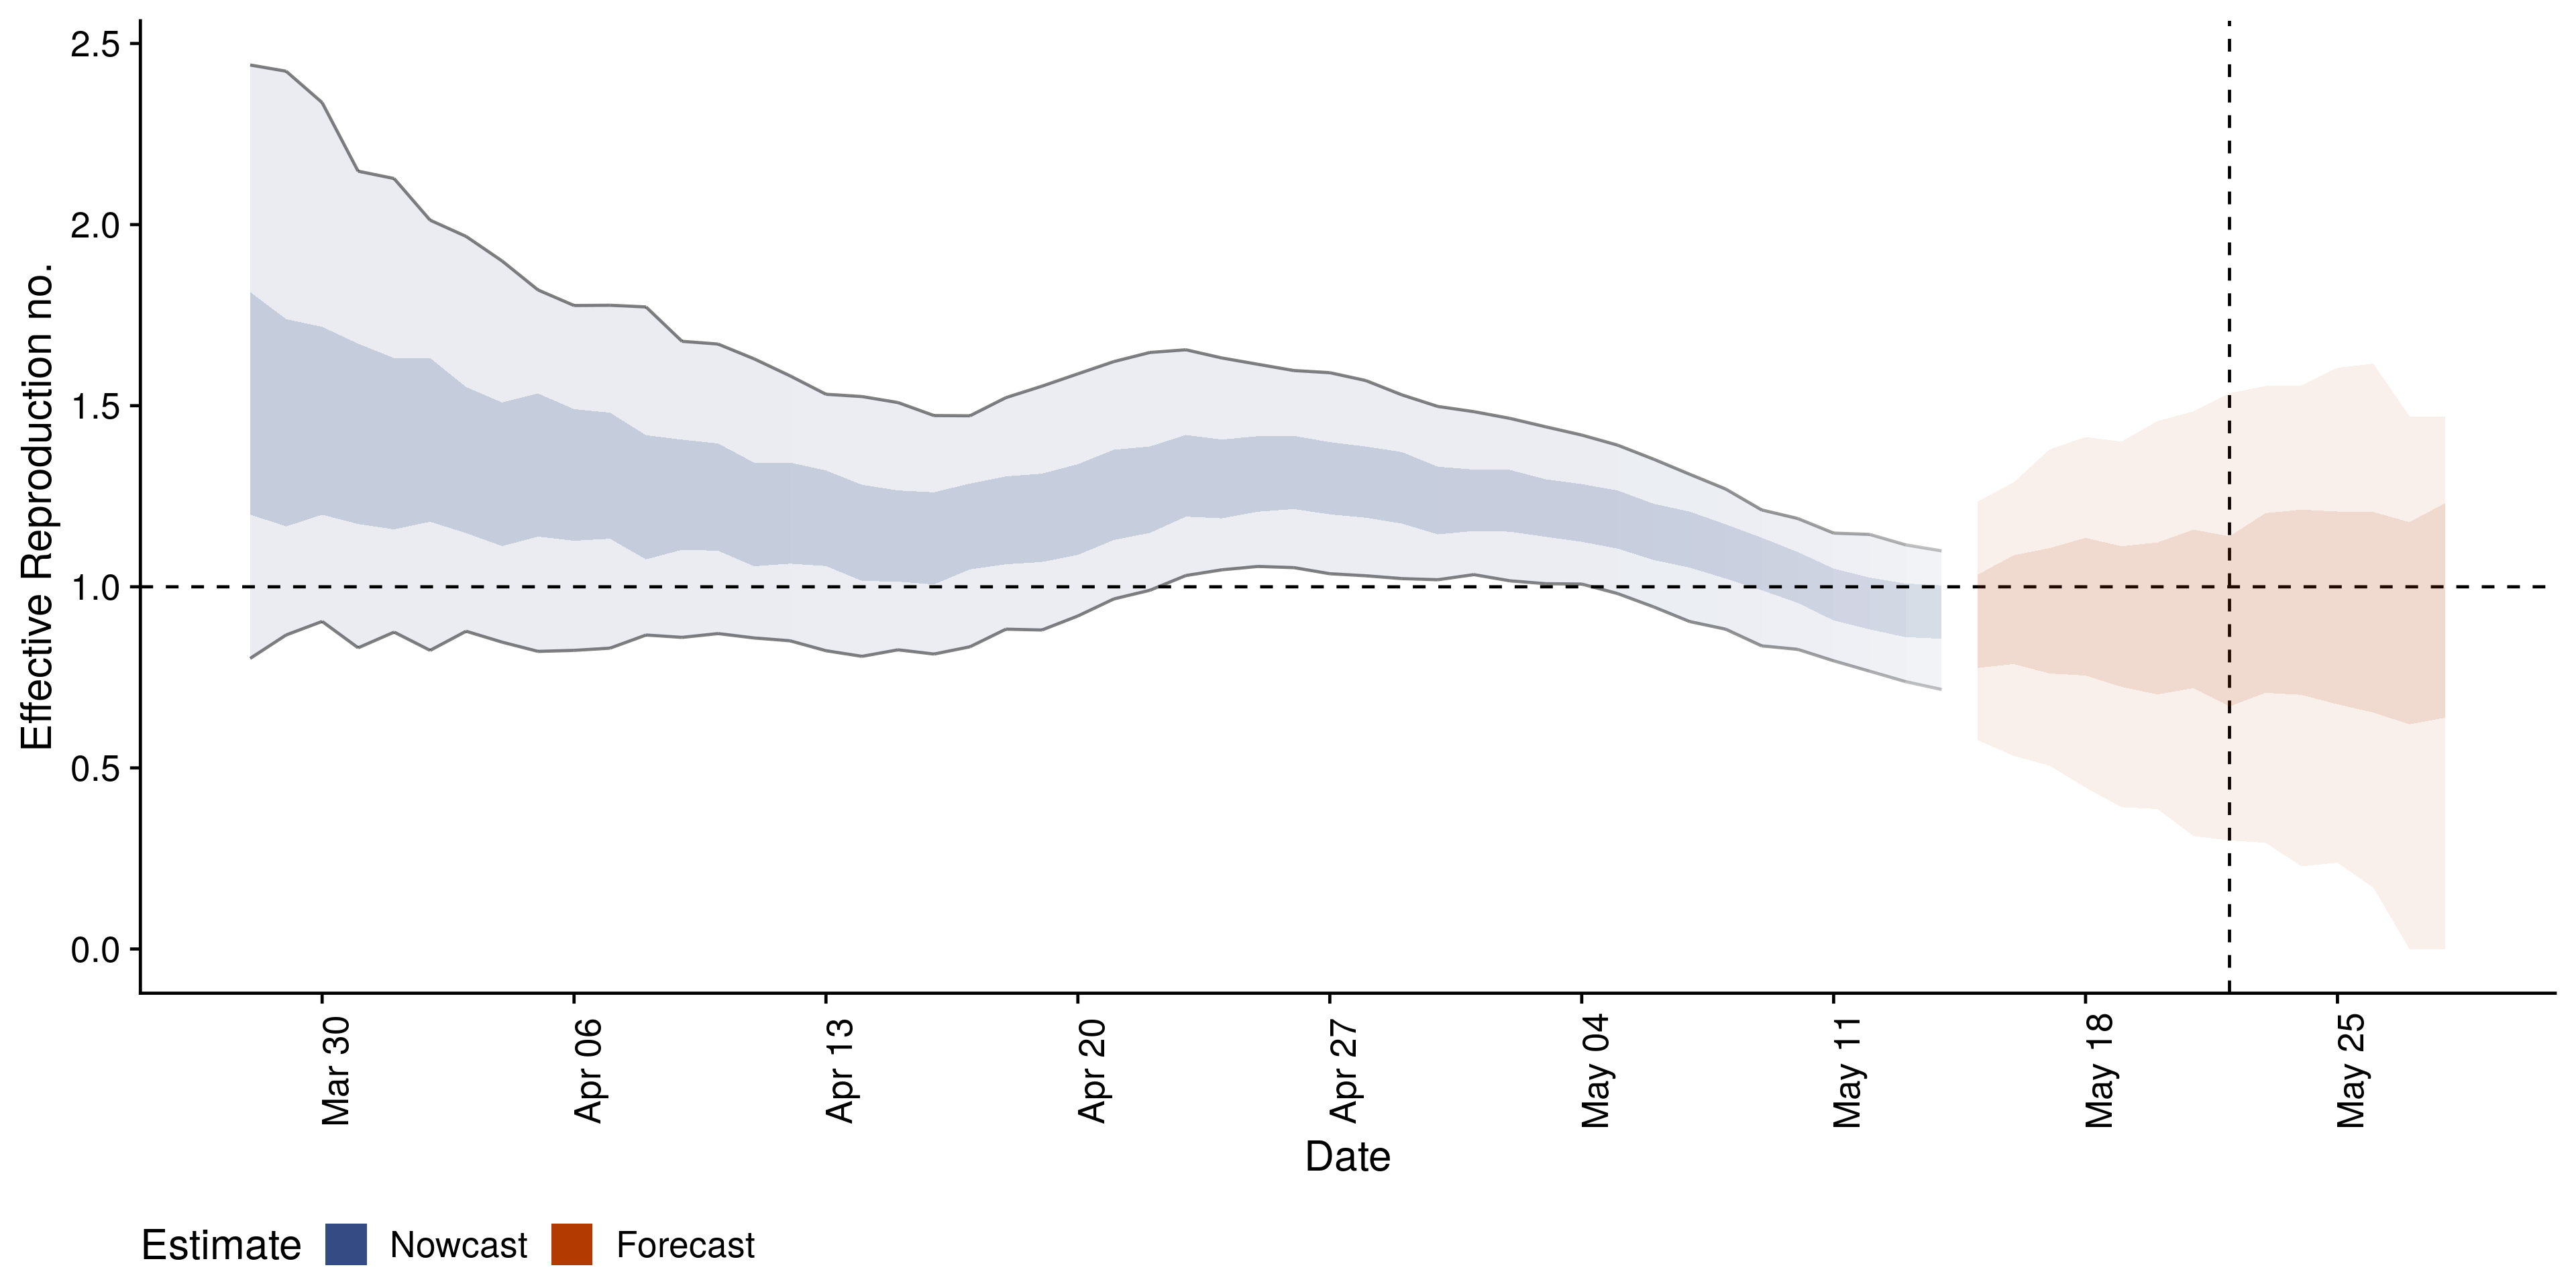 Effective Reproduction no.
2.5
2.0
1.5
1.0
0.5
0.0
Mar 30
Apr 06
Apr 13
Apr 20
Apr 27
May 04
May 11
May 18
May 25
Date
Estimate Nowcast Forecast